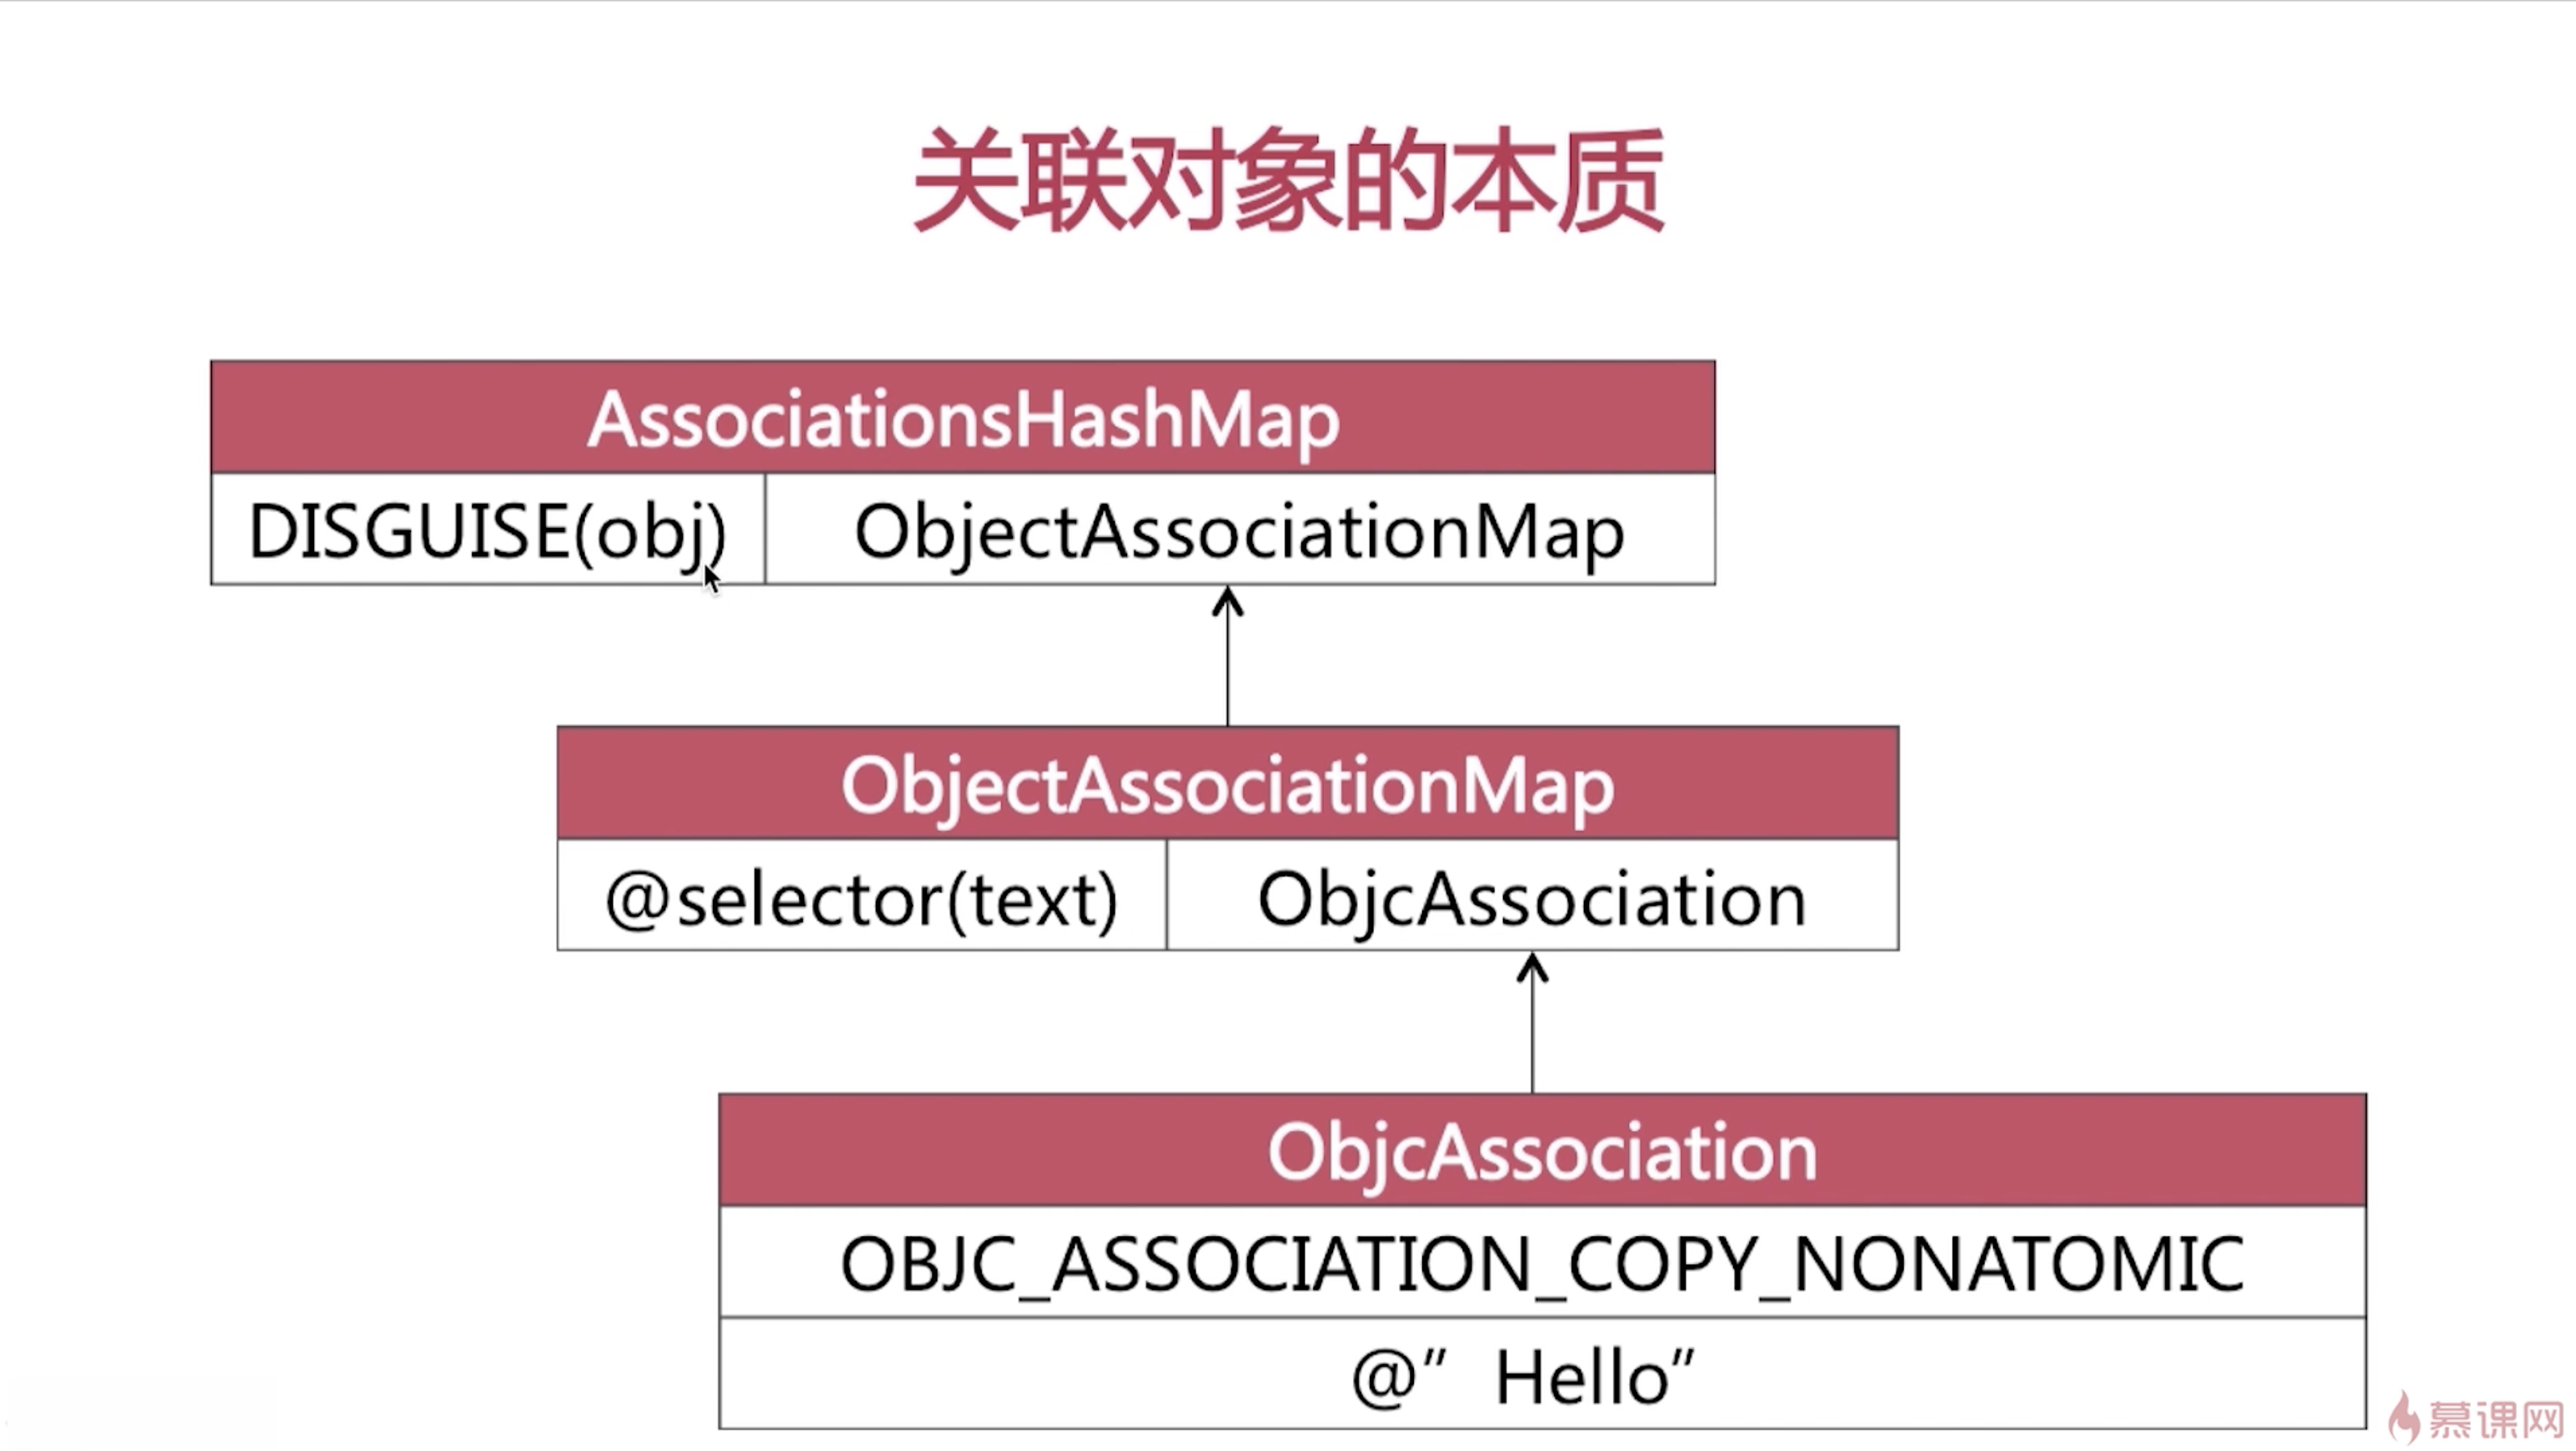 关联对象的本质
AssociationsHashMap
DISGUISE(obj) ObjectAssociationMap
ObjectAssociationMap
@selector(text) ObjcAssociation
ObjcAssociation
OBJC_ASSOCIATION_COPY_NONATOMIC
@” Hello”
慕课网